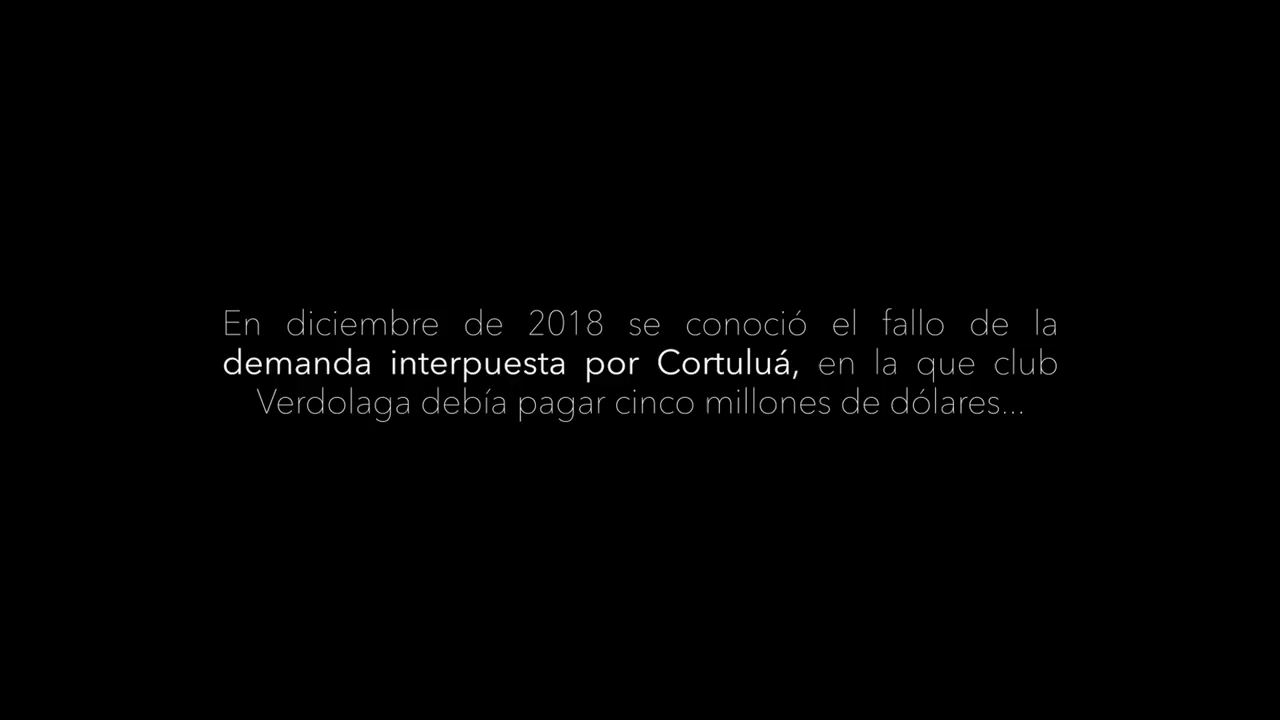 En diciembre de 2018 se conoció el fallo de la
demanda interpuesta por Cortuluá, en la que club
Verdolaga debía pagar cinco millones de dólares...